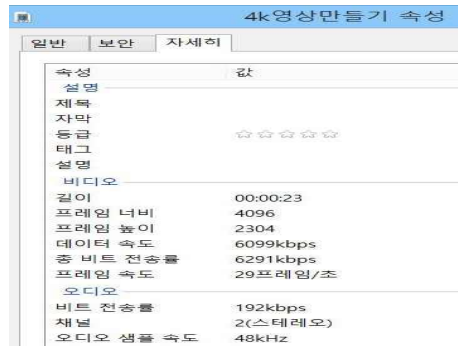 4k영상만들기 속성
일반 보안 자세히
속성 값
설명
제목
자막
등급 ☆☆☆☆☆
태그
설명
비디오
길이 00:00:23
프레임 너비 4096
프레임 높이 2304
데이터 속도 6099kbps
총 비트 전송률 6291kbps
프레임 속도 29프레임/초
오디오
비트 전송률 192kbps
채널 2(스테레오)
오디오 샘플 속도 48kHz